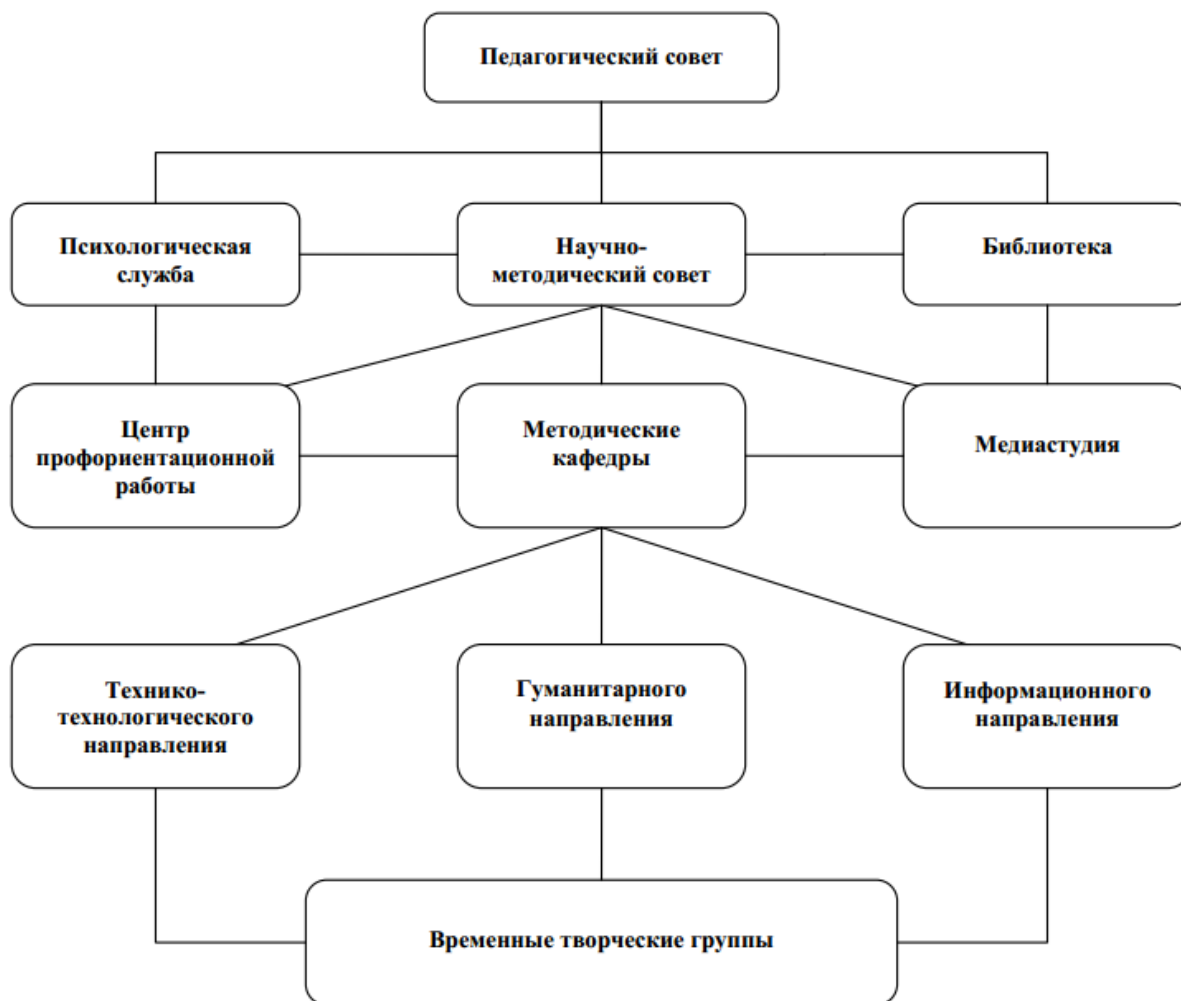 Педагогический совет
Психологическая
служба
Научно-
методический совет
Библиотека
Центр
профориентационной
работы
Методические
кафедры
Медиастудия
Технико-
технологического
направления
Гуманитарного
направления
Информационного
направления
Временные творческие группы